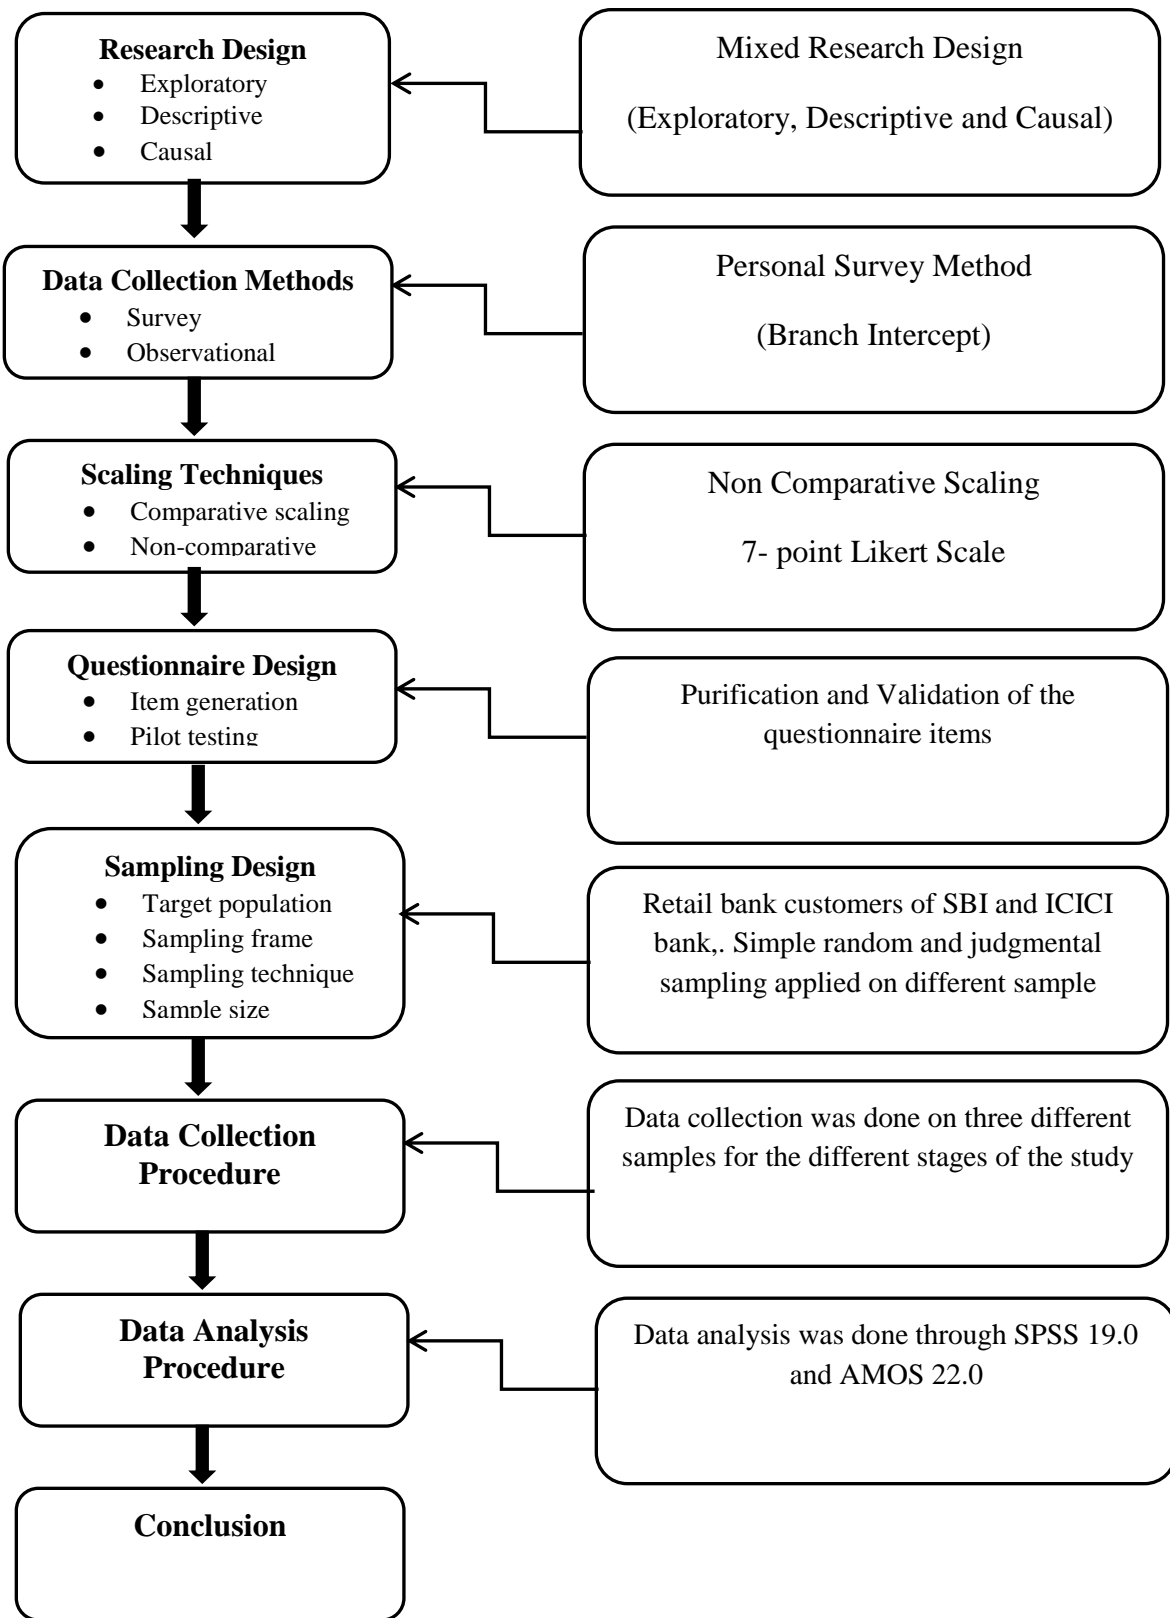 Research Design
• Exploratory
• Descriptive
• Causal
Mixed Research Design
(Exploratory, Descriptive and Causal)
Data Collection Methods
• Survey
• Observational
Personal Survey Method
(Branch Intercept)
Scaling Techniques
• Comparative scaling
• Non-comparative
Non Comparative Scaling
7- point Likert Scale
Questionnaire Design
• Item generation
• Pilot testing
Purification and Validation of the
questionnaire items
Sampling Design
• Target population
• Sampling frame
• Sampling technique
• Sample size
Retail bank customers of SBI and ICICI
bank,. Simple random and judgmental
sampling applied on different sample
Data Collection
Procedure
Data collection was done on three different
samples for the different stages of the study
Data Analysis
Procedure
Data analysis was done through SPSS 19.0
and AMOS 22.0
Conclusion